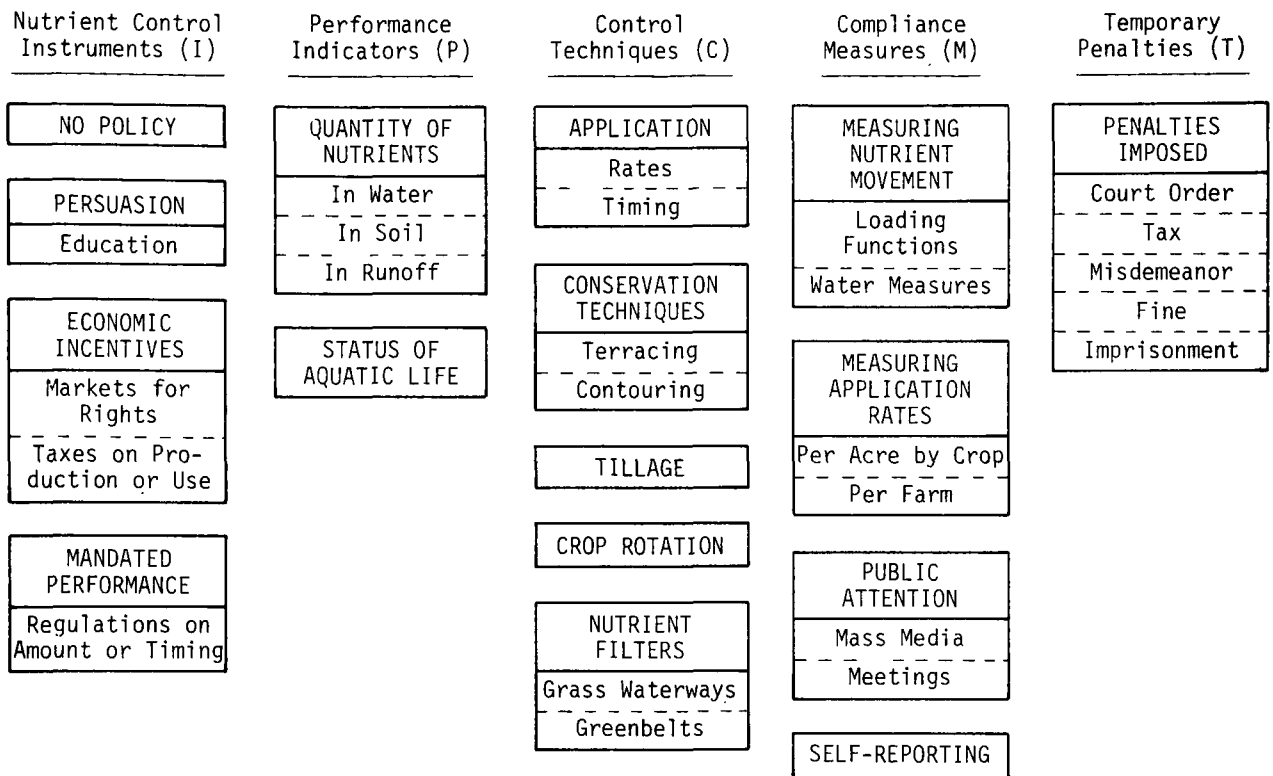 Nutrient Control
Instruments (I)
NO POLICY
PERSUASION
Education
ECONOMIC
INCENTIVES
Markets for
Rights
Taxes on Pro-
duction or Use
MANDATED
PERFORMANCE
Regulations on
Amount or Timing
Performance
Indicators (P)
QUANTITY OF
NUTRIENTS
In Water
In Soil
In Runoff
STATUS OF
AQUATIC LIFE
Control
Techniques (C)
APPLICATION
Rates
Timing
CONSERVATION
TECHNIQUES
Terracing
Contouring
TILLAGE
CROP ROTATION
NUTRIENT
FILTERS
Grass Waterways
Greenbelts
Compliance
Measures (M)
MEASURING
NUTRIENT
MOVEMENT
Loading
Functions
Water Measures
MEASURING
APPLICATION
RATES
Per Acre by Crop
Per Farm
PUBLIC
ATTENTION
Mass Media
Meetings
SELF-REPORTING
Temporary
Penalties (T)
PENALTIES
IMPOSED
Court Order
Tax
Misdemeanor
Fine
Imprisonment